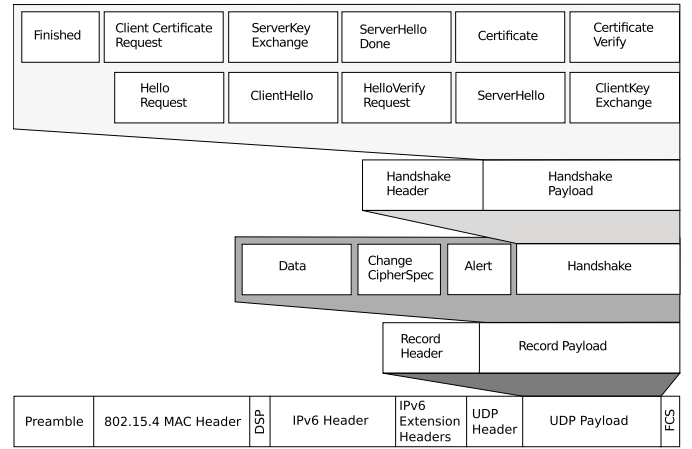 Finished
Client Certificate
Request
ServerKey
Exchange
ServerHello
Done
Certificate
Certificate
Verify
Hello
Request
ClientHello
HelloVerify
Request
ServerHello
ClientKey
Exchange
Handshake
Header
Handshake
Payload
Data
Change
CipherSpec
Alert
Handshake
Record
Header
Record Payload
Preamble
802.15.4 MAC Header
DSP
IPv6 Header
IPv6
Extension
Headers
UDP
Header
UDP Payload
FCS